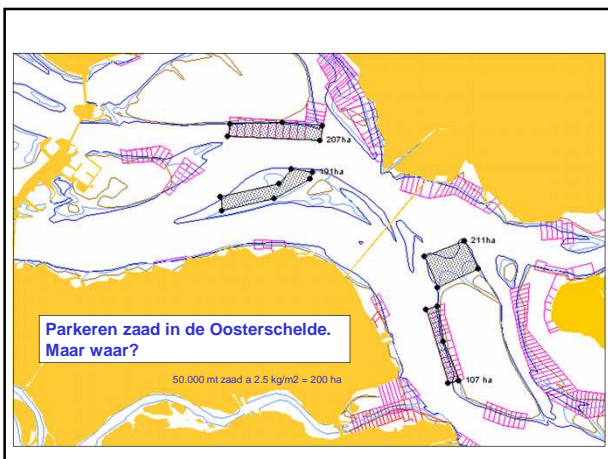 207ha
191ha
211ha
Parkeren zaad in de Oosterschelde.
Maar waar?
50.000 mt zaad a 2.5 kg/m2 = 200 ha
107 ha